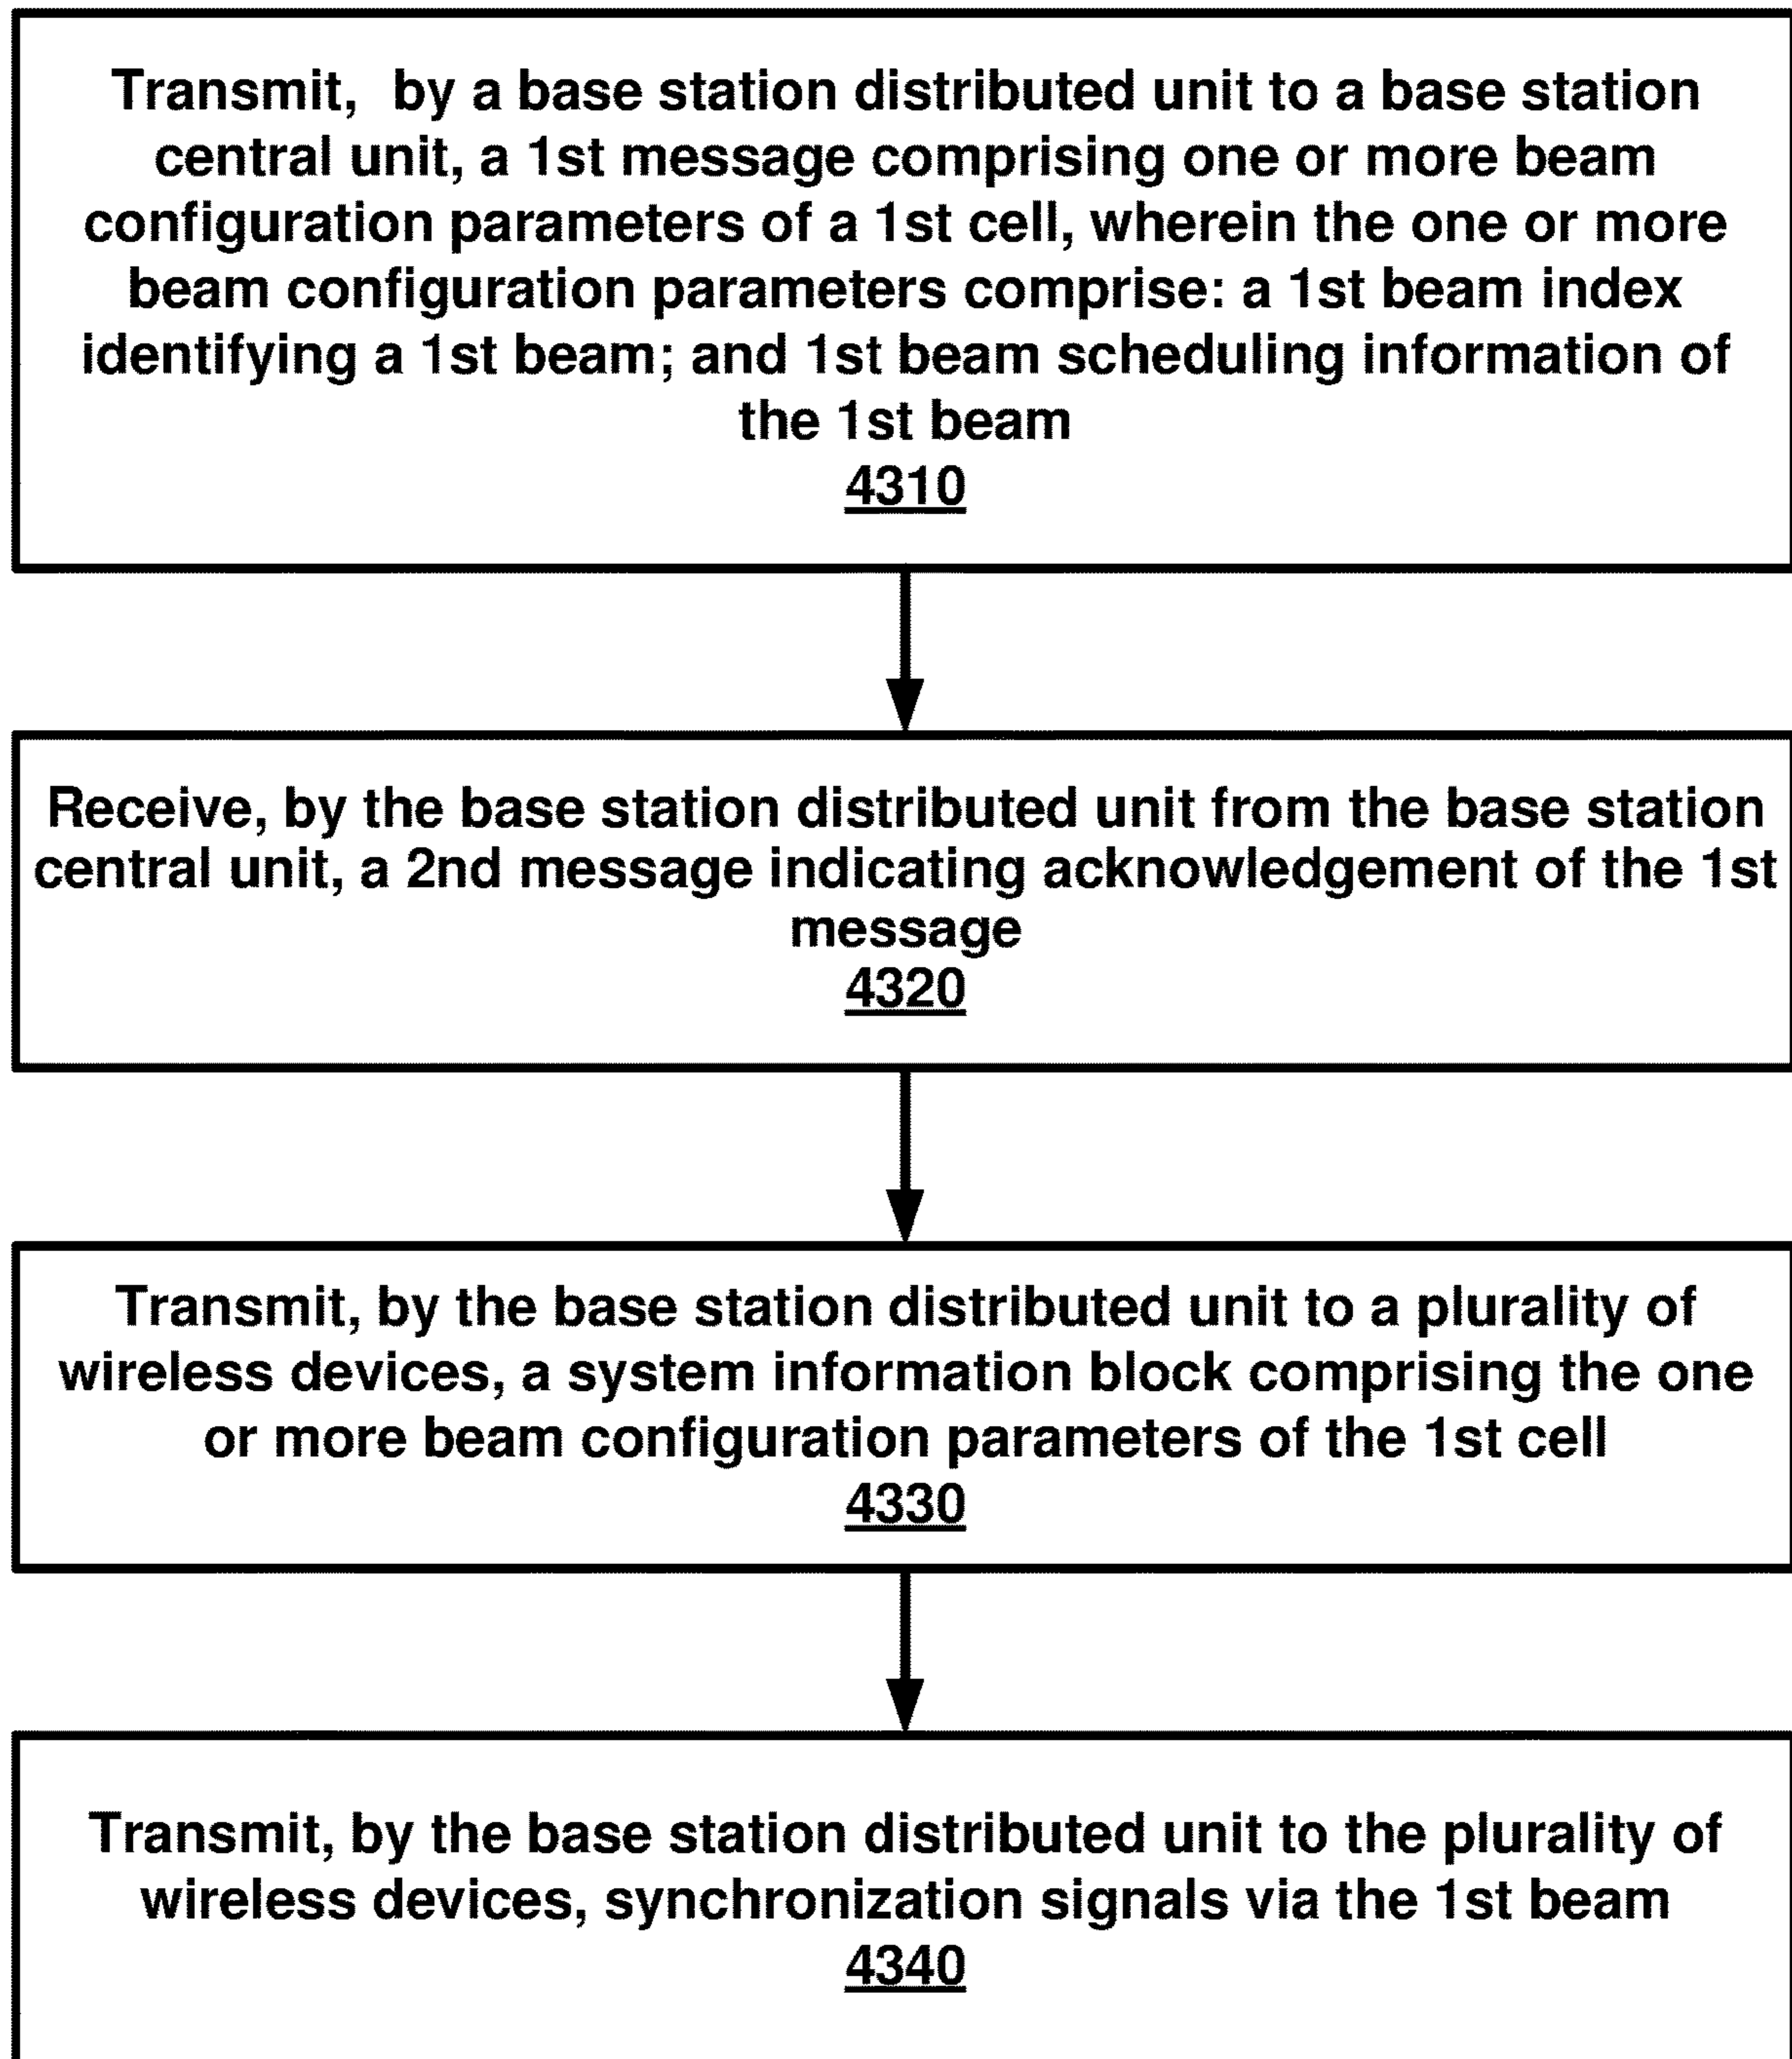 Transmit, by a base station distributed unit to a base station
central unit, a 1st message comprising one or more beam
configuration parameters of a 1st cell, wherein the one or more
beam configuration parameters comprise: a 1st beam index
identifying a 1st beam; and 1st beam scheduling information of
the 1st beam
4310
Receive, by the base station distributed unit from the base station
central unit, a 2nd message indicating acknowledgement of the 1st
message
4320
Transmit, by the base station distributed unit to a plurality of
wireless devices, a system information block comprising the one
or more beam configuration parameters of the 1st cell
4330
Transmit, by the base station distributed unit to the plurality of
wireless devices, synchronization signals via the 1st beam
4340